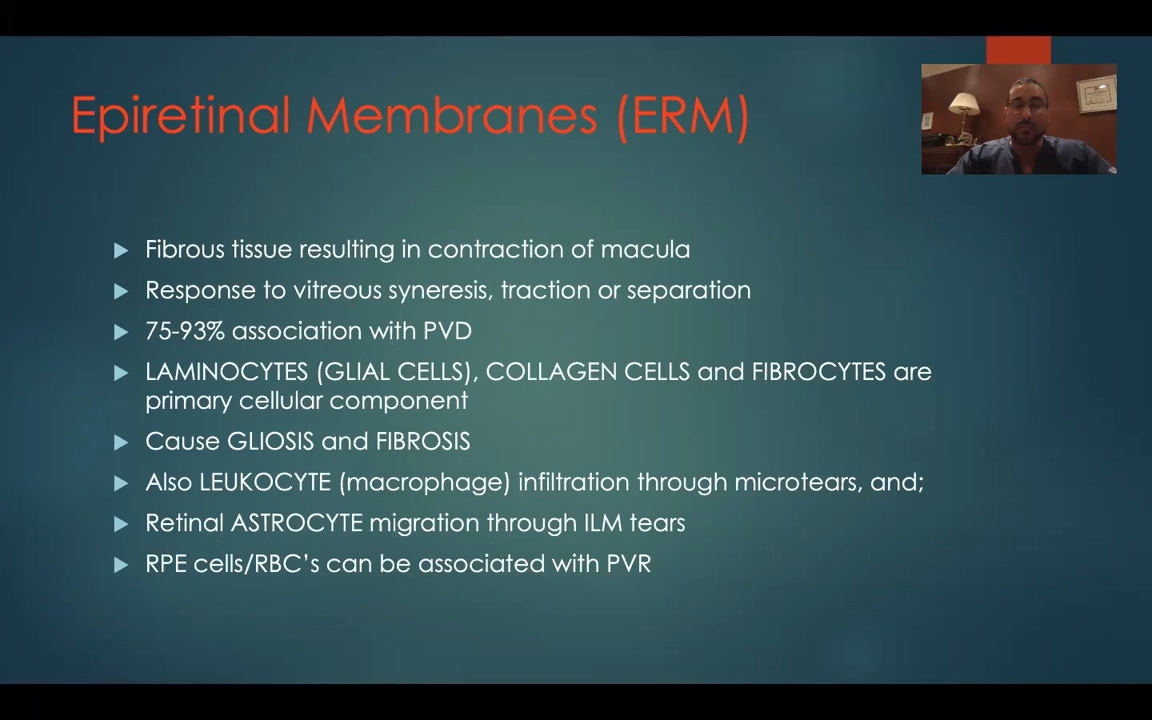 Epiretinal Membranes (ERM)
Fibrous tissue resulting in contraction of macula
Response to vitreous syneresis, traction or separation
75-93% association with PVD
LAMINOCYTES (GLIAL CELLS), COLLAGEN CELLS and FIBROCYTES are
primary cellular component
Cause GLIOSIS and FIBROSIS
Also LEUKOCYTE (macrophage) infiltration through microtears, and;
Retinal ASTROCYTE migration through ILM tears
RPE cells/RBC’s can be associated with PVR